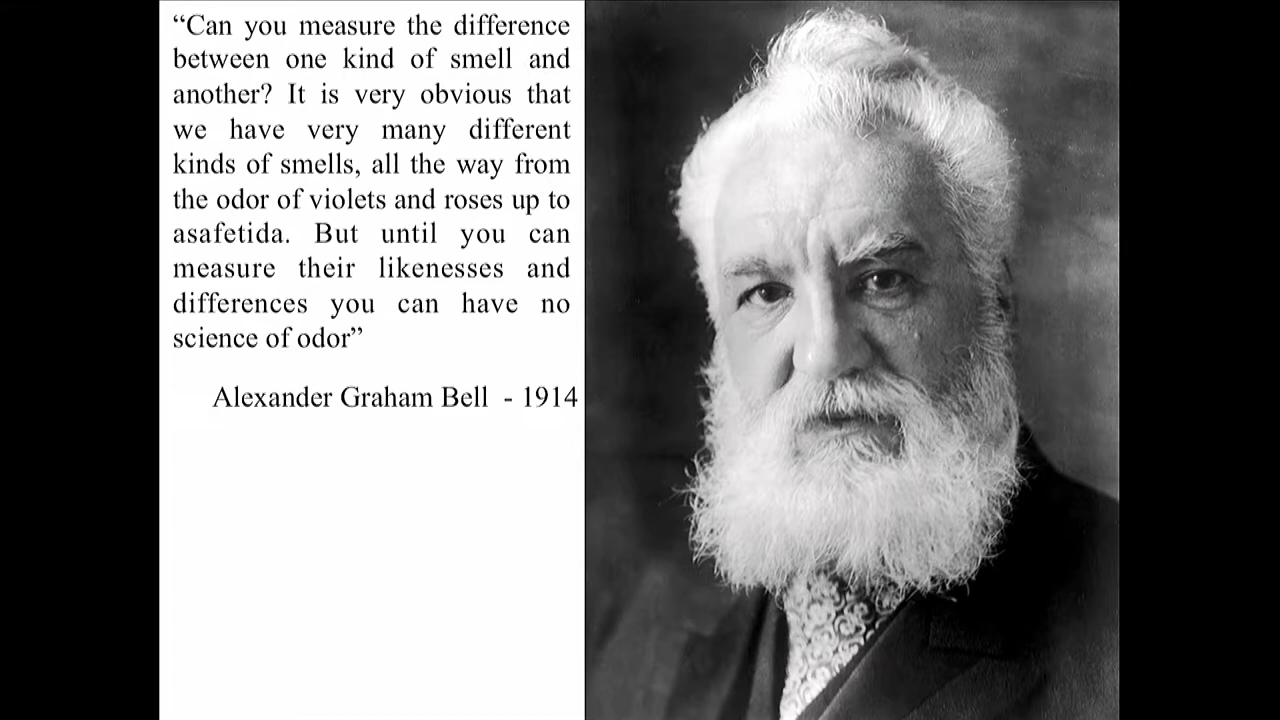 “Can you measure the difference
between one kind of smell and
another? It is very obvious that
we have very many different
kinds of smells, all the way from
the odor of violets and roses up to
asafetida. But until you can
measure their likenesses and
differences you can have no
science of odor”
Alexander Graham Bell - 1914